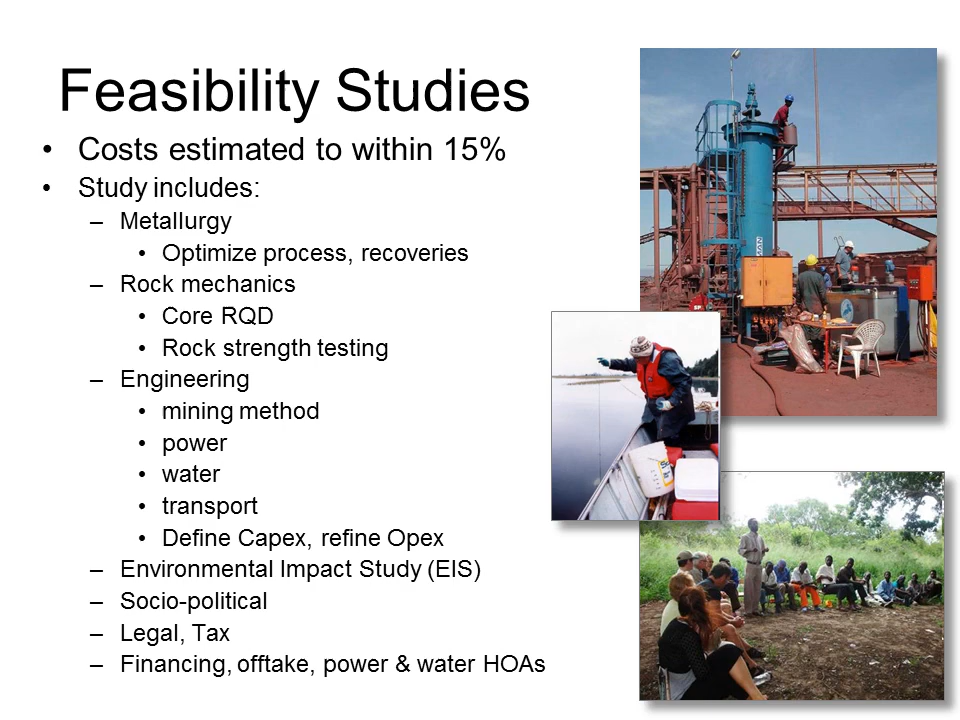 Feasibility Studies
• Costs estimated to within 15%
• Study includes:
– Metallurgy
• Optimize process, recoveries
– Rock mechanics
• Core RQD
• Rock strength testing
– Engineering
• mining method
• power
• water
• transport
• Define Capex, refine Opex
– Environmental Impact Study (EIS)
– Socio-political
– Legal, Tax
– Financing, offtake, power & water HOAs